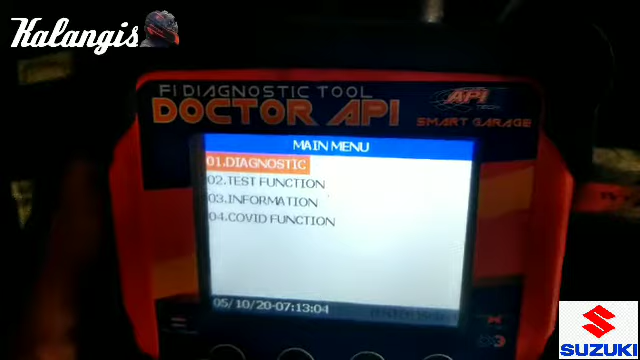 Kalangis
FI DIAGNOSTIC TOOL
DOCTOR API
API
TECH
SMART GARAGE
MAIN MENU
01.DIAGNOSTIC
02.TEST FUNCTION
03.INFORMATION
04.COVID FUNCTION
05/10/20-07:13:04
SUZUKI